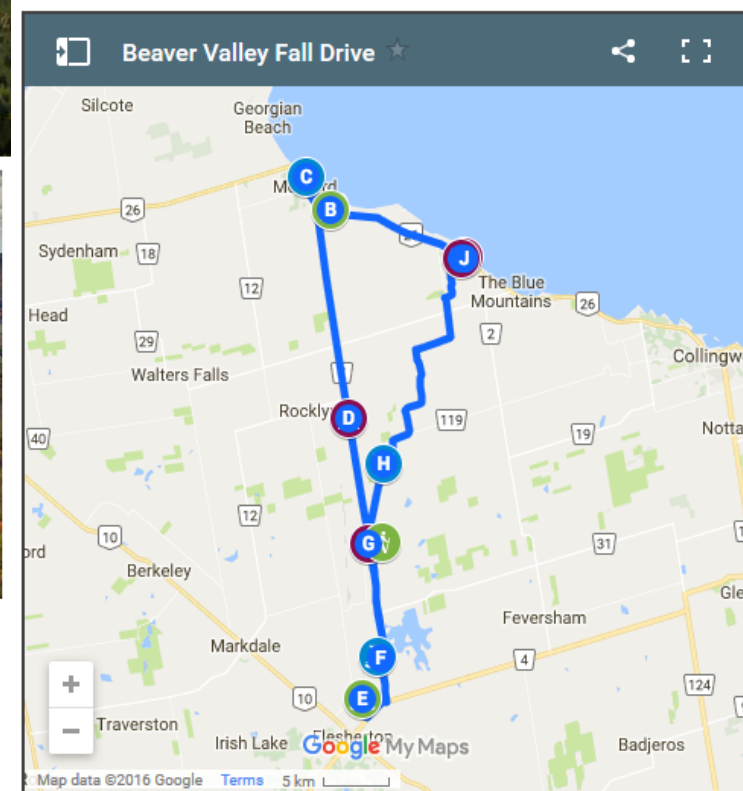 Beaver Valley Fall Drive
Silcote
Georgian
Beach
C
B
26
Sydenham
18
J
The Blue
Mountains
12
26
Head
29
2
Walters Falls
Collingw
Rockly
D
119
40
19
Notta
H
12
10
G
31
ord
Berkeley
Gle
Feversham
Markdale
F
4
10
E
124
+
−
Traverston
Irish Lake
Google My Maps
Badjeros
Map data ©2016 Google
Terms
5 km